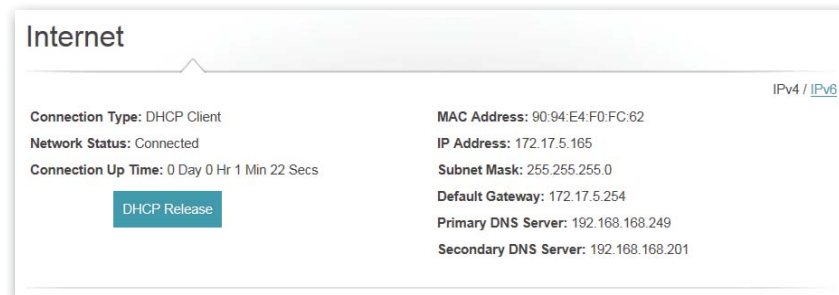 Internet
IPv4 / IPv6
Connection Type: DHCP Client
Network Status: Connected
Connection Up Time: 0 Day 0 Hr 1 Min 22 Secs
DHCP Release
MAC Address: 90:94:E4:F0:FC:62
IP Address: 172.17.5.165
Subnet Mask: 255.255.255.0
Default Gateway: 172.17.5.254
Primary DNS Server: 192.168.168.249
Secondary DNS Server: 192.168.168.201